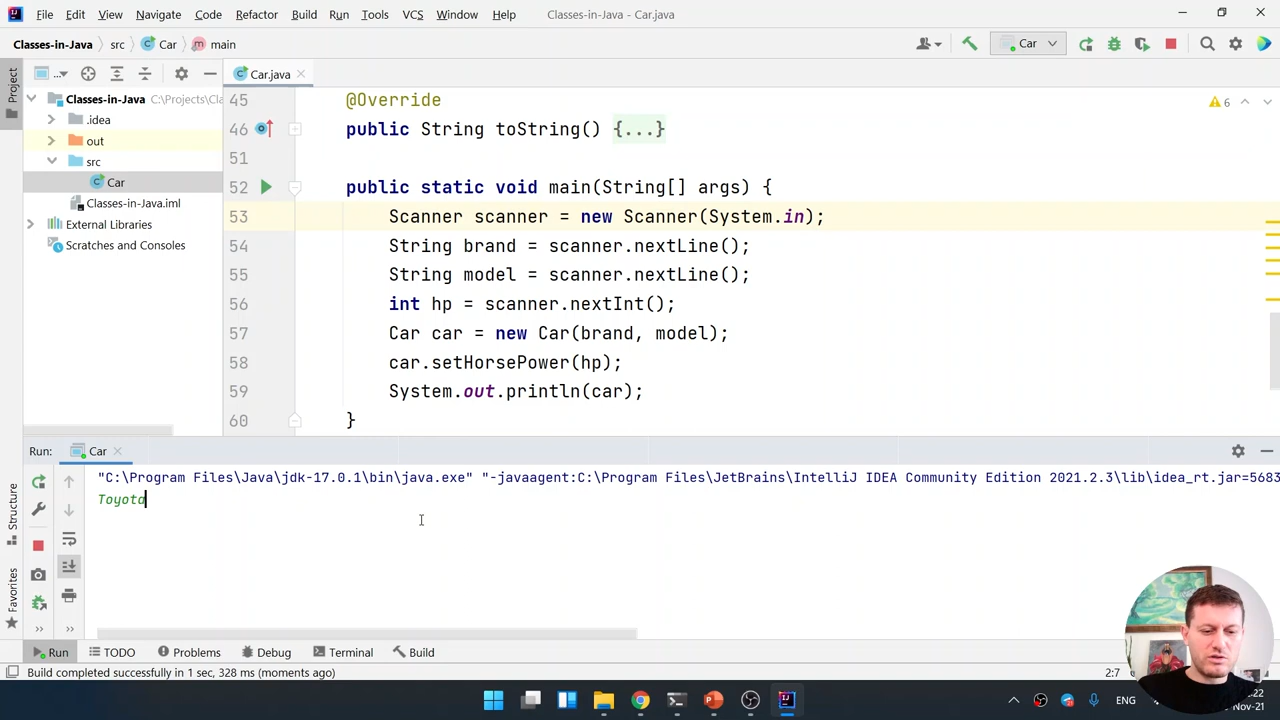 File Edit View Navigate Code Refactor Build Run Tools VCS Window Help Classes-in-Java - Car.java
Classes-in-Java src Car main Car
Project
... Car.java
Classes-in-Java C:\Projects\Cla
.idea
out
src
Car
Classes-in-Java.iml
External Libraries
Scratches and Consoles
6
45 @Override
46 public String toString() {...}
51
52 public static void main(String[] args) {
53 Scanner scanner = new Scanner(System.in);
54 String brand = scanner.nextLine();
55 String model = scanner.nextLine();
56 int hp = scanner.nextInt();
57 Car car = new Car(brand, model);
58 car.setHorsePower(hp);
59 System.out.println(car);
60 }
Run: Car
"C:\Program Files\Java\jdk-17.0.1\bin\java.exe" "-javaagent:C:\Program Files\JetBrains\IntelliJ IDEA Community Edition 2021.2.3\lib\idea_rt.jar=5683
Toyota
Structure
Favorites
Run TODO Problems Debug Terminal Build
Build completed successfully in 1 sec, 328 ms (moments ago) 2:7
ENG :22
-Nov-21